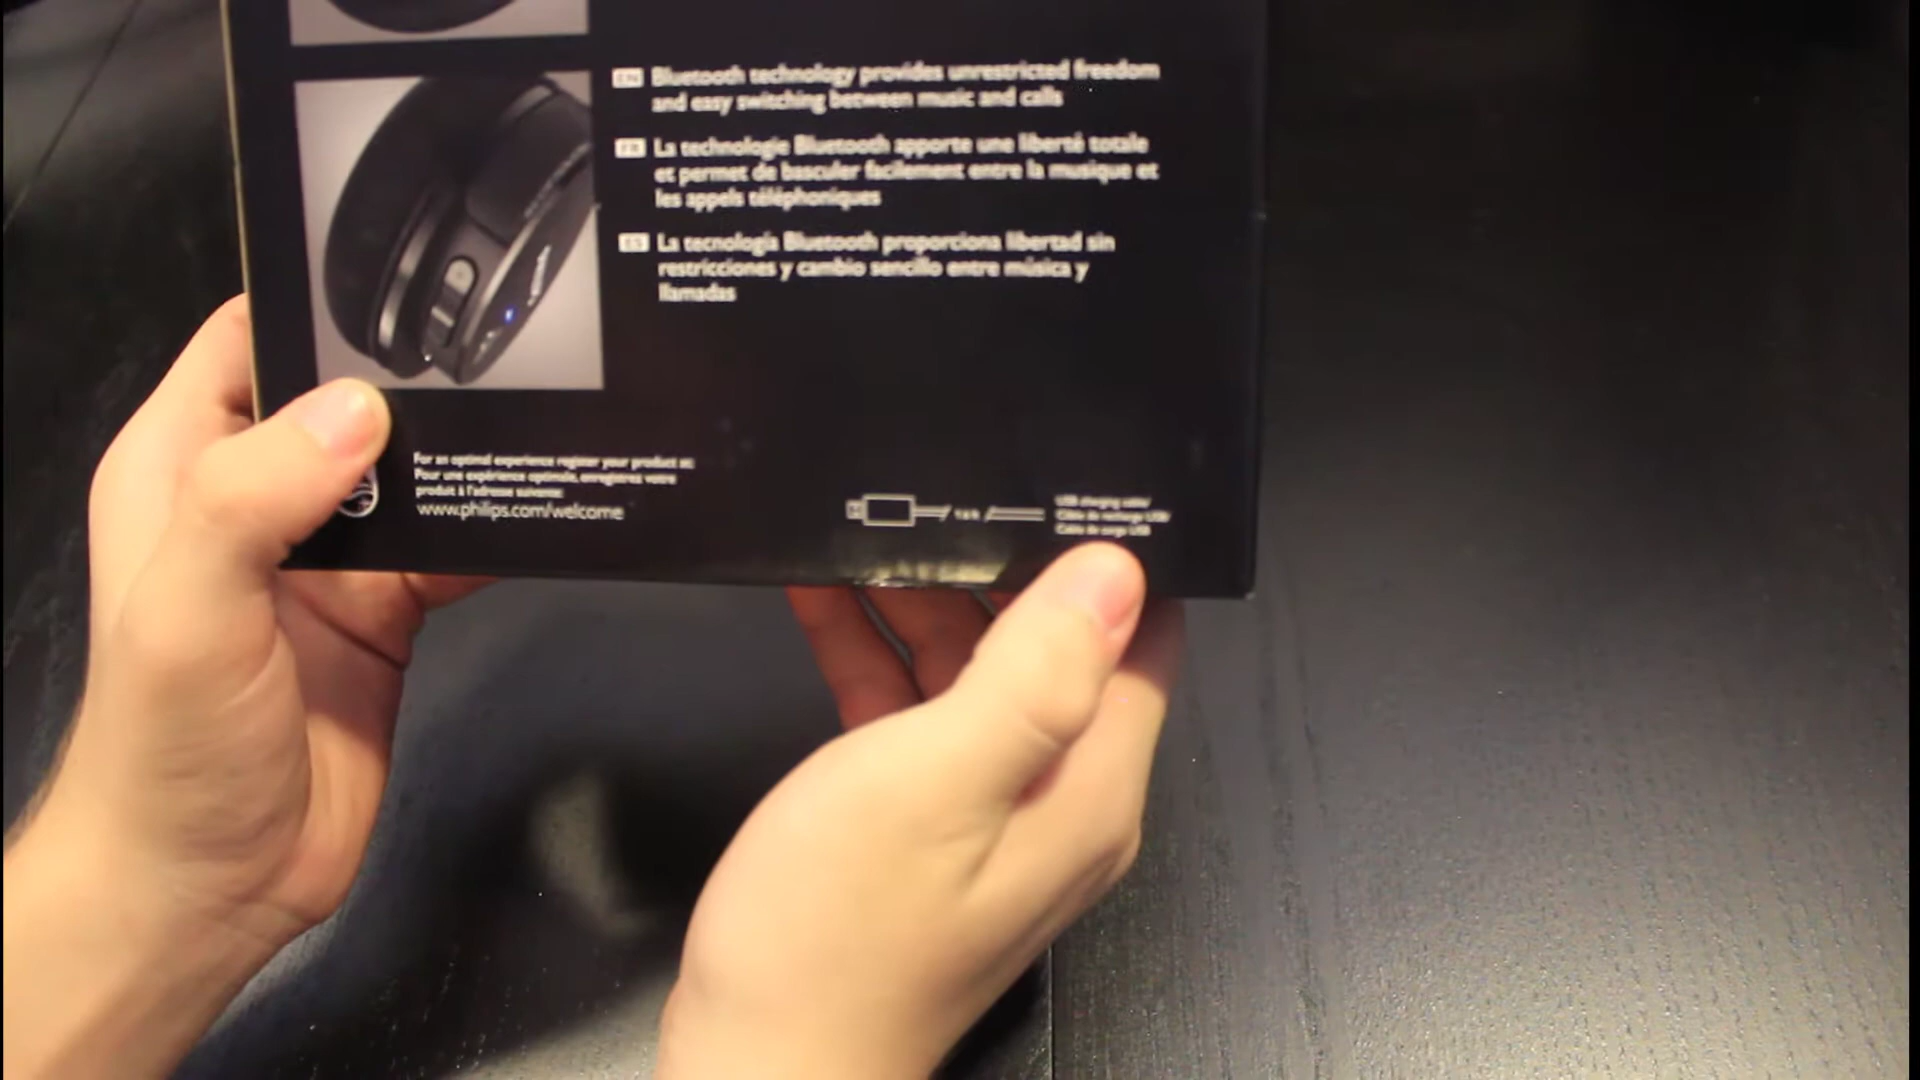 EN Bluetooth technology provides unrestricted freedom
and easy switching between music and calls
FR La technologie Bluetooth apporte une liberté totale
et permet de basculer facilement entre la musique et
les appels téléphoniques
ES La tecnología Bluetooth proporciona libertad sin
restricciones y cambio sencillo entre música y
llamadas
For an optimal experience register your product at:
Pour une expérience optimale, enregistrez votre
produit à l'adresse suivante:
www.philips.com/welcome
USB charging cable/
Câble de recharge USB/
Cable de carga USB